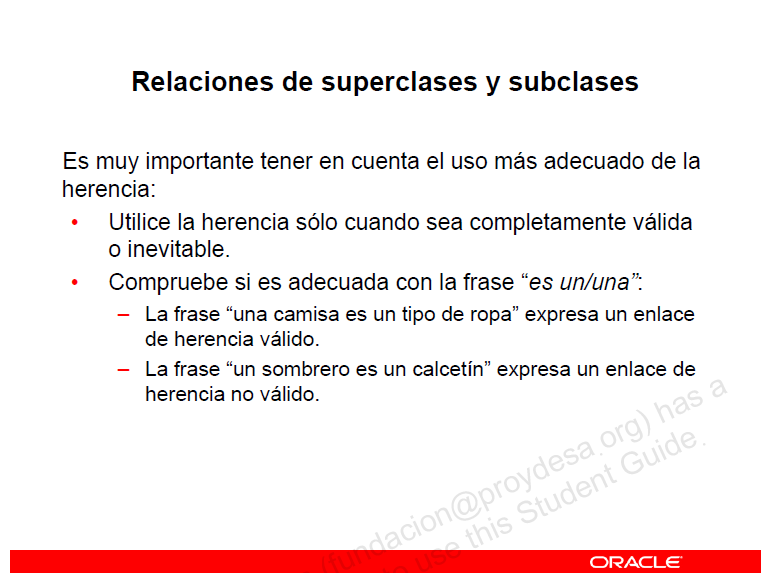 Relaciones de superclases y subclases
Es muy importante tener en cuenta el uso más adecuado de la
herencia:
• Utilice la herencia sólo cuando sea completamente válida
o inevitable.
• Compruebe si es adecuada con la frase “es un/una”:
– La frase “una camisa es un tipo de ropa” expresa un enlace
de herencia válido.
– La frase “un sombrero es un calcetín” expresa un enlace de
herencia no válido.
(fundacion@proydesa.org) has a
to use this Student Guide.
ORACLE